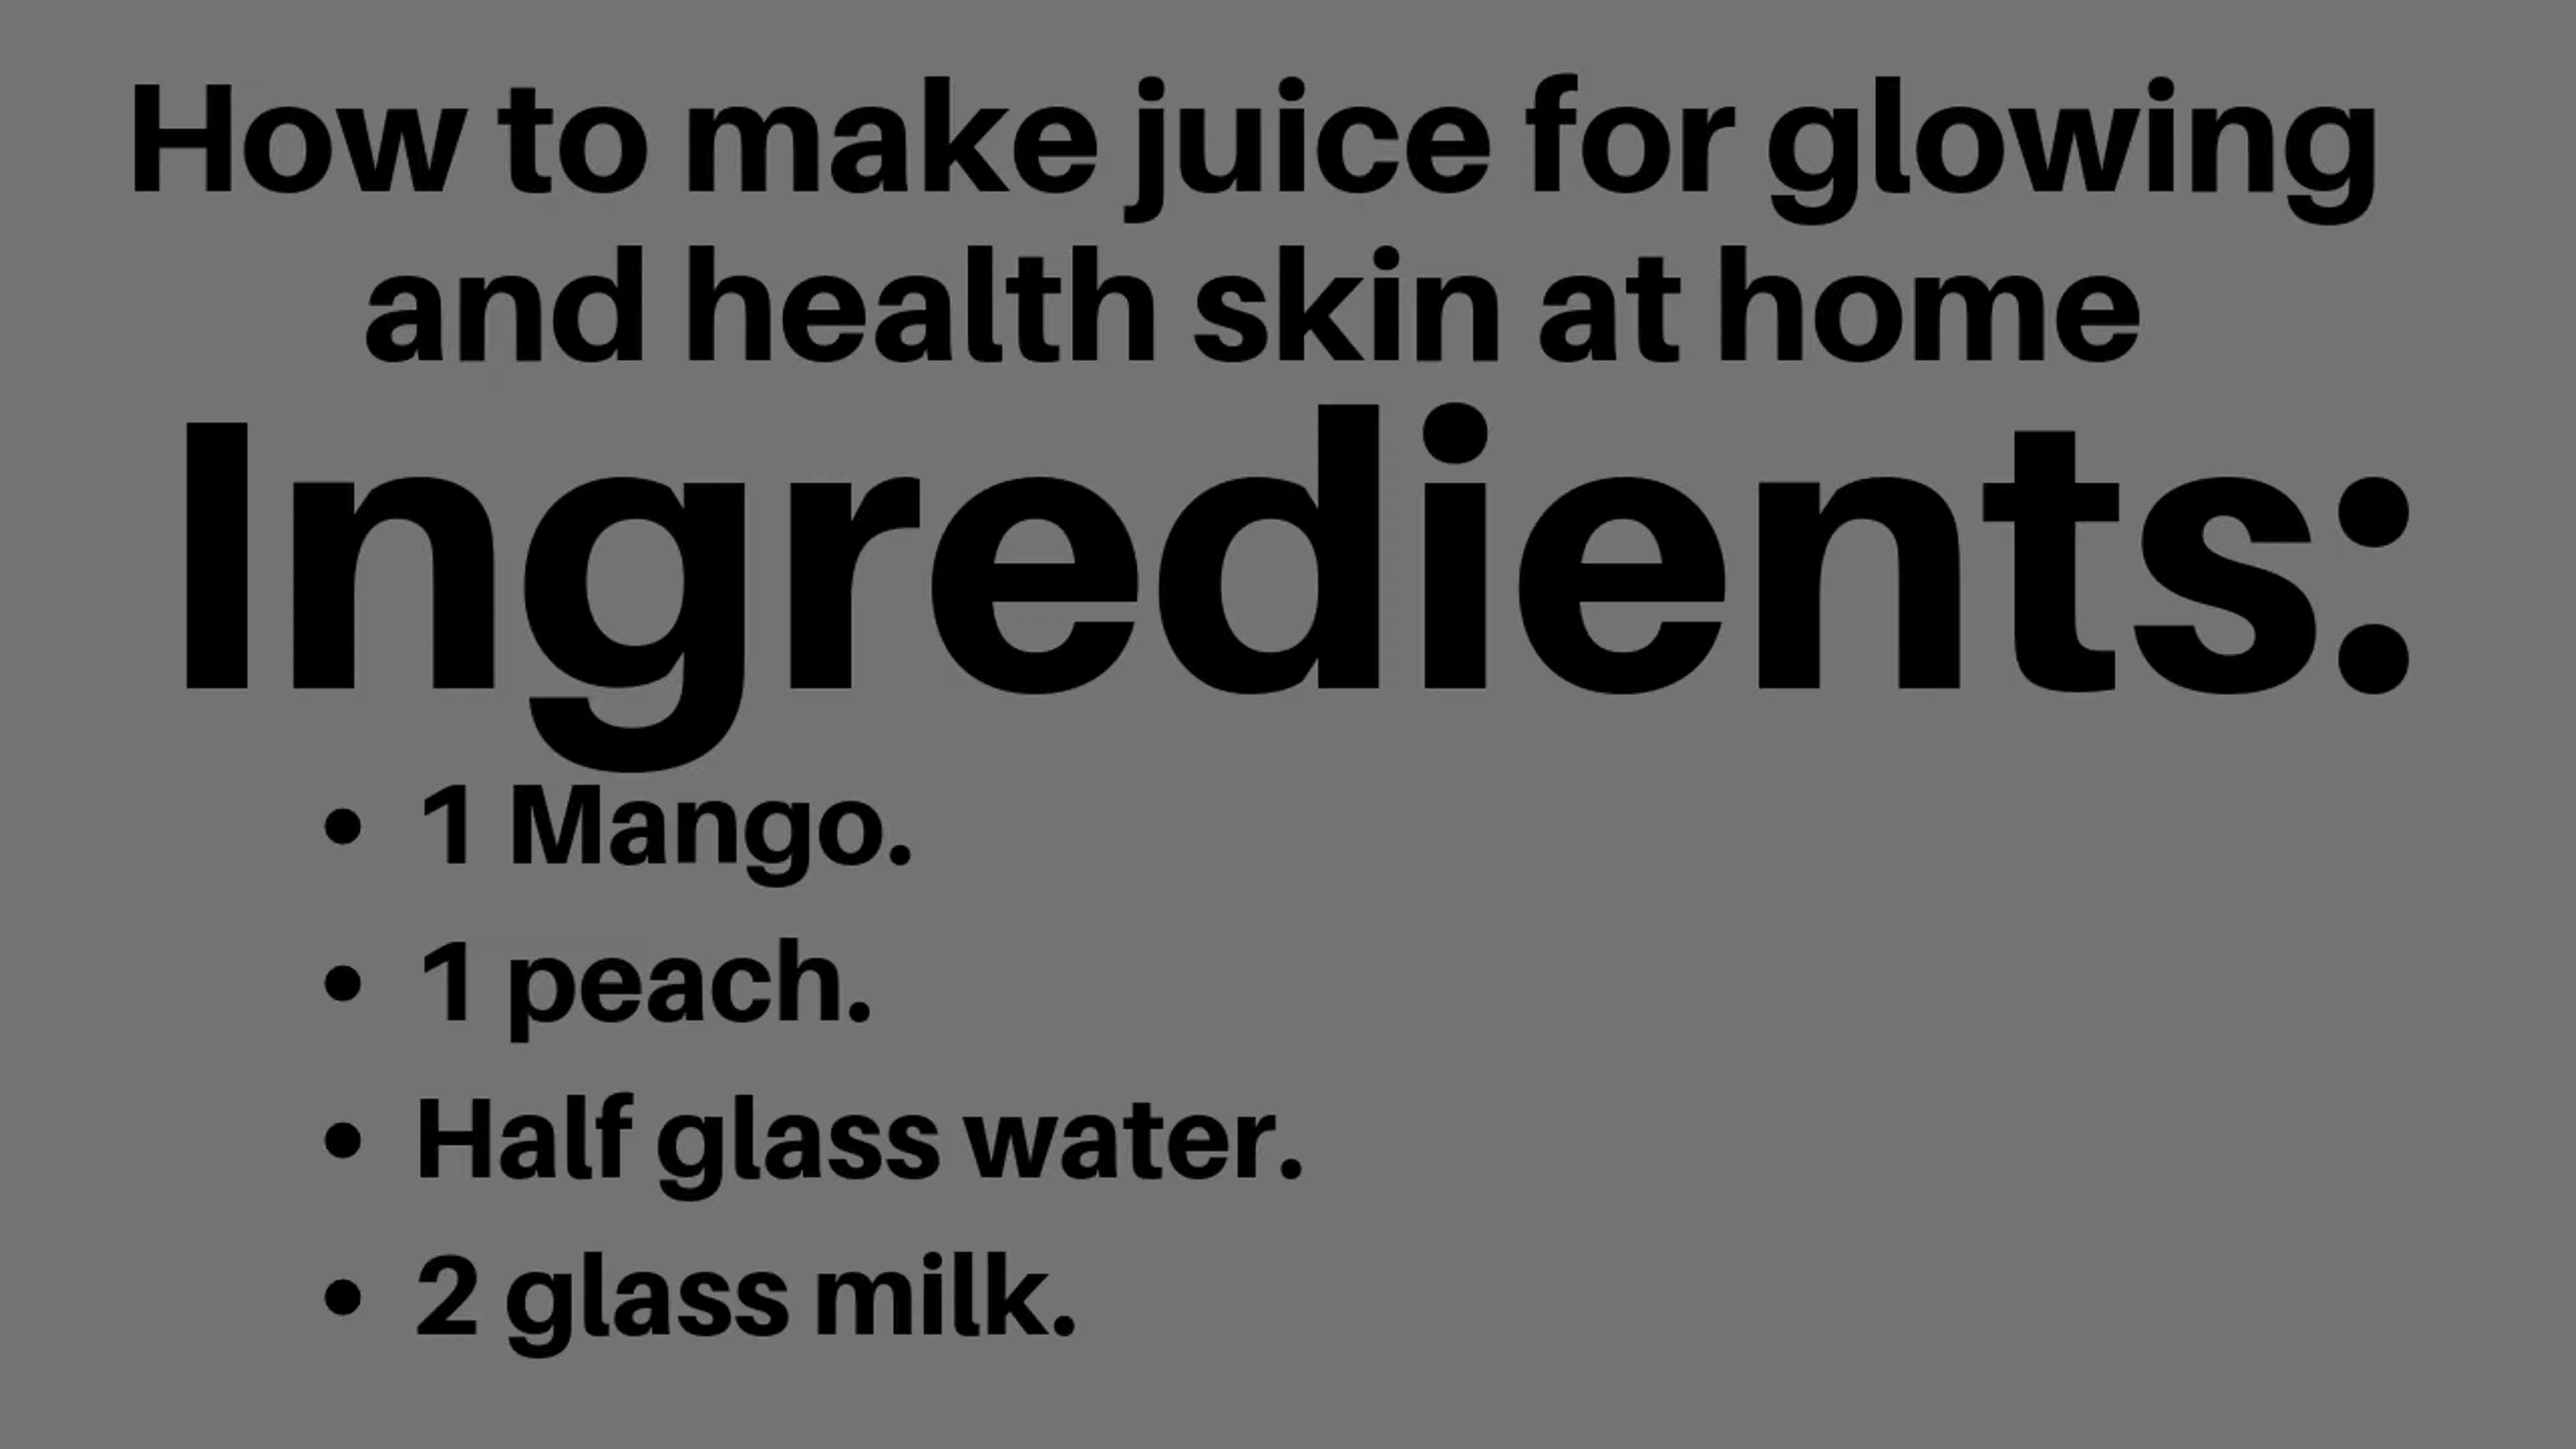 How to make juice for glowing
and health skin at home
Ingredients:
• 1 Mango.
• 1 peach.
• Half glass water.
• 2 glass milk.